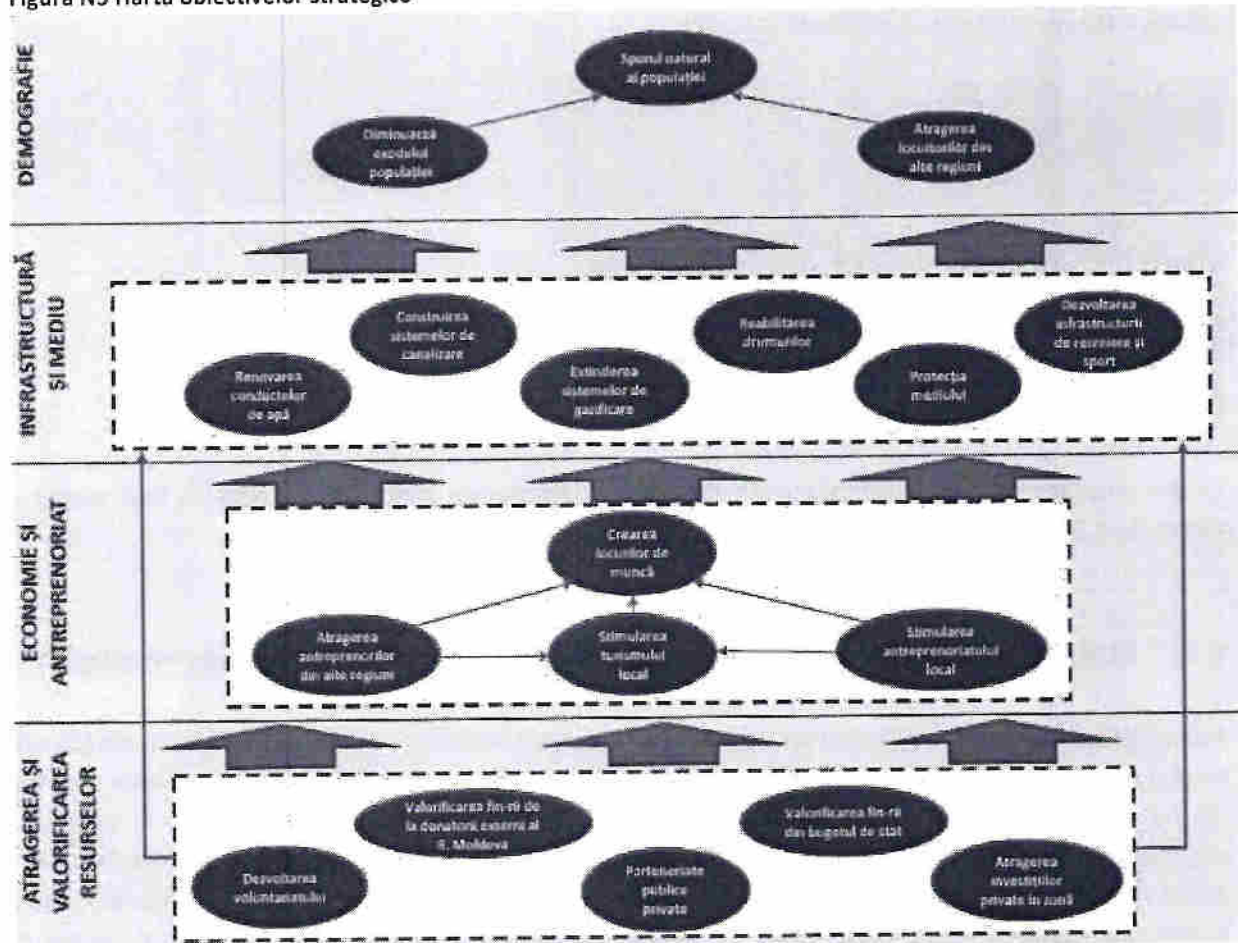 Figura N5 Harta obiectivelor strategice
DEMOGRAFIE
Sporul natural
al populației
Diminuarea
exodului
populației
Atragerea
locuitorilor din
alte regiuni
INFRASTRUCTURĂ
ȘI MEDIU
Construirea
sistemelor de
canalizare
Reabilitarea
drumurilor
Dezvoltarea
infrastructurii
de recreere și
sport
Renovarea
conductelor
de apă
Extinderea
sistemelor de
gazificare
Protecția
mediului
ECONOMIE ȘI
ANTREPRENORIAT
Crearea
locurilor de
muncă
Atragerea
antreprenorilor
din alte regiuni
Stimularea
turismului
local
Stimularea
antreprenoriatului
local
ATRAGEREA ȘI
VALORIFICAREA
RESURSELOR
Valorificarea fin-rii de
la donatorii externi al
R. Moldova
Valorificarea fin-rii
din bugetul de stat
Dezvoltarea
voluntariatului
Parteneriate
publice
private
Atragerea
investițiilor
private în zonă